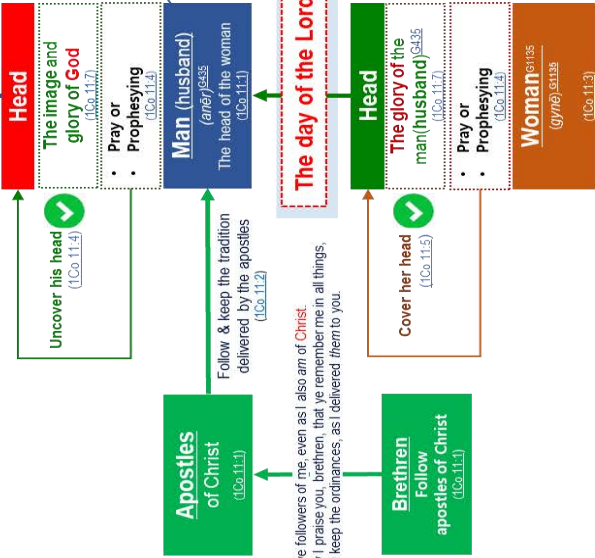 Head
The image and
glory of God
(1Co 11:7)
• Pray or
• Prophesying
(1Co 11:4)
Uncover his head
(1Co 11:4)
Man (husband)
(anēr)G435
The head of the woman
(1Co 11:1)
Apostles
of Christ
(1Co 11:1)
Follow & keep the tradition
delivered by the apostles
(1Co 11:2)
The day of the Lord
followers of me, even as I also am of Christ.
I praise you, brethren, that ye remember me in all things,
keep the ordinances, as I delivered them to you.
Head
The glory of the
man(husband)G435
(1Co 11:7)
• Pray or
• Prophesying
(1Co 11:4)
Cover her head
(1Co 11:5)
Brethren
Follow
apostles of Christ
(1Co 11:1)
WomanG1135
(gynē)G1135
(1Co 11:3)